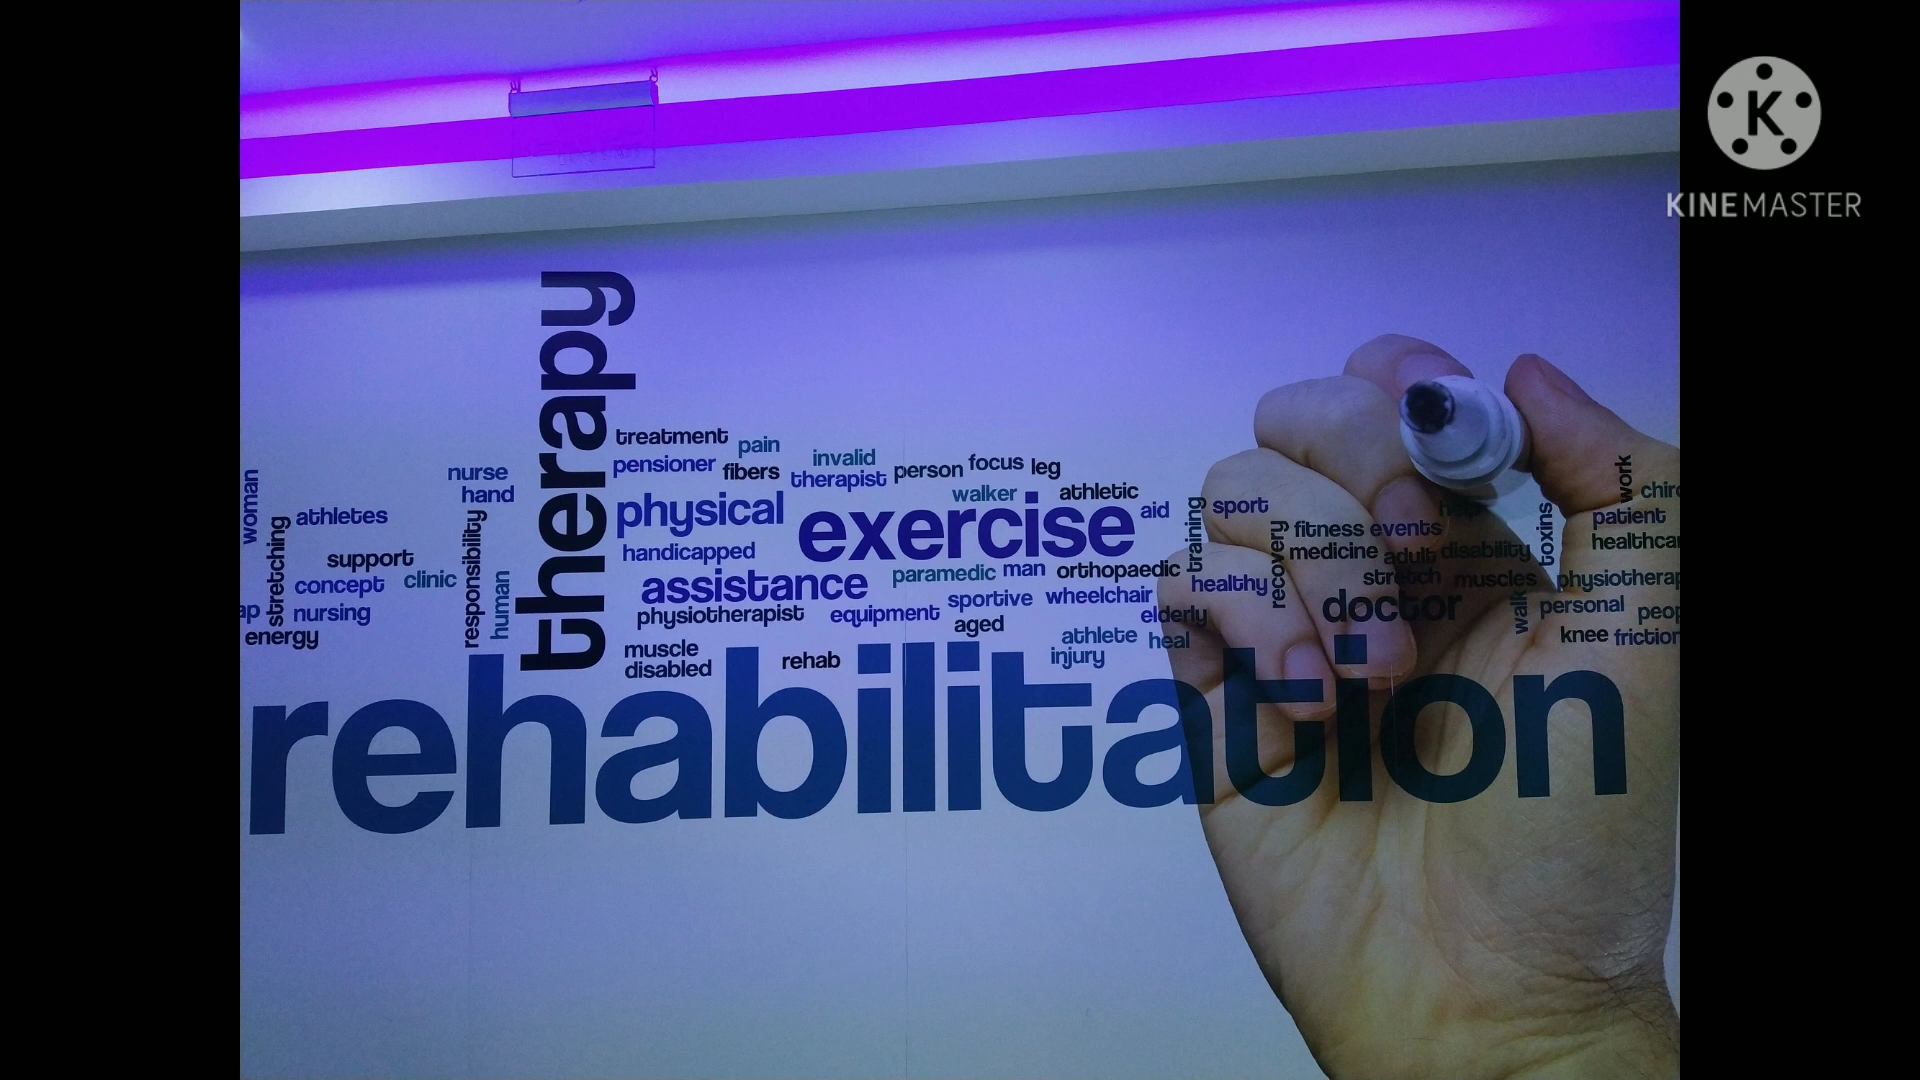 K
KINEMASTER
therapy
treatment pain
pensioner fibers invalid
therapist person focus leg
nurse
hand
woman
athletes
stretching
support
concept clinic
nursing
energy
responsibility
human
physical
walker athletic
exercise aid
handicapped
assistance paramedic man orthopaedic
physiotherapist equipment sportive wheelchair
aged elderly
muscle
disabled rehab
athlete heal
injury
training
sport
recovery
fitness events
medicine adult disability
healthy stretch muscles
doctor
toxins
work
patient
walk personal
knee friction
rehabilitation